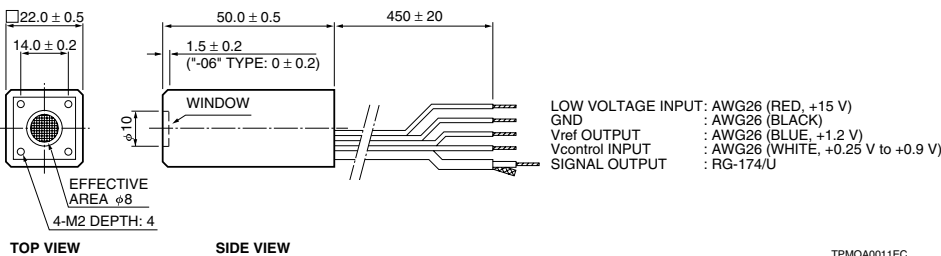 □22.0 ± 0.5
14.0 ± 0.2
EFFECTIVE
AREA φ8
4-M2 DEPTH: 4
TOP VIEW
50.0 ± 0.5
450 ± 20
1.5 ± 0.2
("-06" TYPE: 0 ± 0.2)
WINDOW
φ10
SIDE VIEW
LOW VOLTAGE INPUT: AWG26 (RED, +15 V)
GND : AWG26 (BLACK)
Vref OUTPUT : AWG26 (BLUE, +1.2 V)
Vcontrol INPUT : AWG26 (WHITE, +0.25 V to +0.9 V)
SIGNAL OUTPUT : RG-174/U
TPMOA0011EC